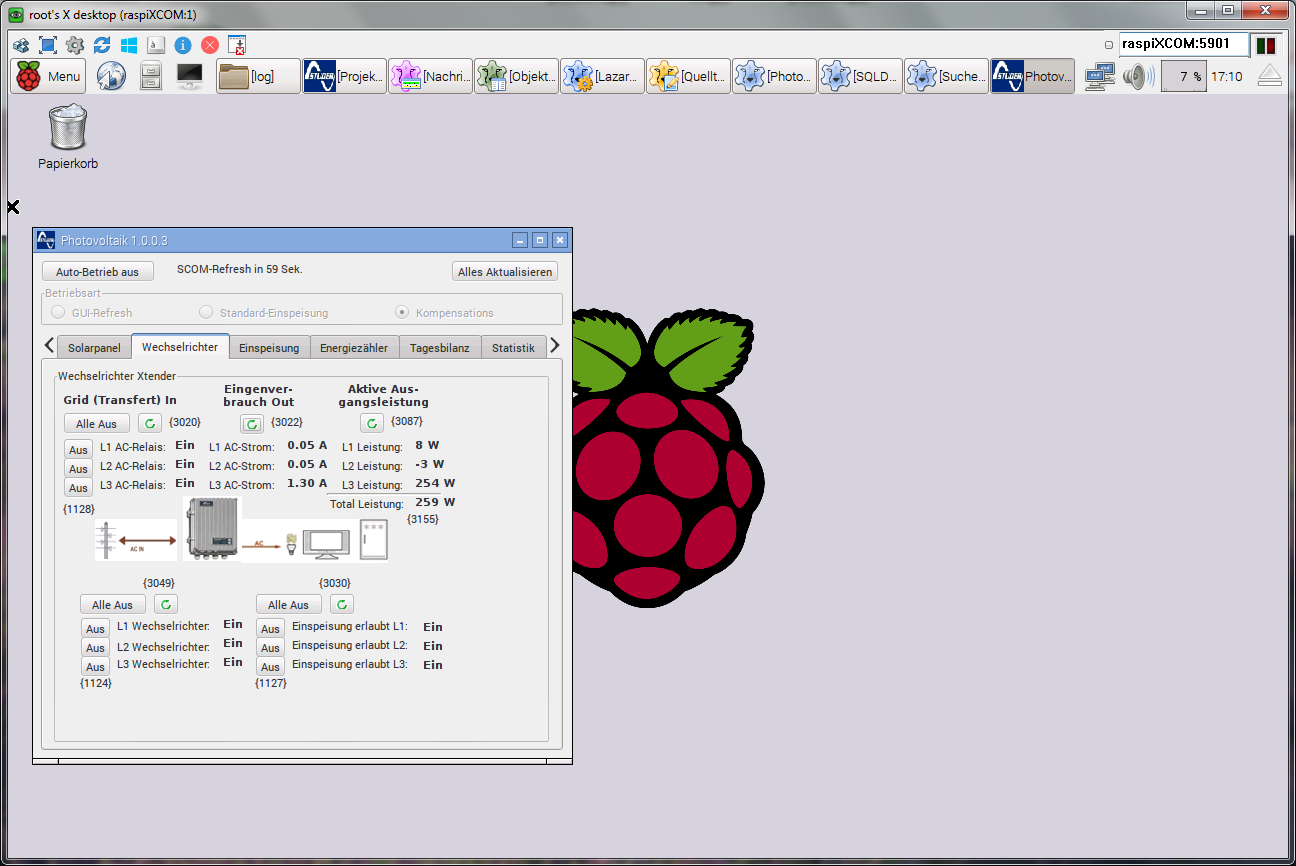 root's X desktop (raspiXCOM:1)
raspiXCOM:5901
Menu
[log]
[Projek...
[Nachri...
[Objekt...
[Lazar...
[Quellt...
[Photo...
[SQLD...
[Suche...
Photov...
7 %
17:10
Papierkorb
Photovoltaik 1.0.0.3
Auto-Betrieb aus
SCOM-Refresh in 59 Sek.
Alles Aktualisieren
Betriebsart
GUI-Refresh
Standard-Einspeisung
Kompensations
Solarpanel
Wechselrichter
Einspeisung
Energiezähler
Tagesbilanz
Statistik
Wechselrichter Xtender
Grid (Transfert) In
Eingenver-
brauch Out
Aktive Aus-
gangsleistung
Alle Aus
{3020}
{3022}
{3087}
Aus L1 AC-Relais: Ein L1 AC-Strom: 0.05 A L1 Leistung: 8 W
Aus L2 AC-Relais: Ein L2 AC-Strom: 0.05 A L2 Leistung: -3 W
Aus L3 AC-Relais: Ein L3 AC-Strom: 1.30 A L3 Leistung: 254 W
Total Leistung: 259 W
{1128}
{3155}
AC IN
AC
{3049}
{3030}
Alle Aus
Alle Aus
Aus L1 Wechselrichter: Ein Aus Einspeisung erlaubt L1: Ein
Aus L2 Wechselrichter: Ein Aus Einspeisung erlaubt L2: Ein
Aus L3 Wechselrichter: Ein Aus Einspeisung erlaubt L3: Ein
{1124}
{1127}